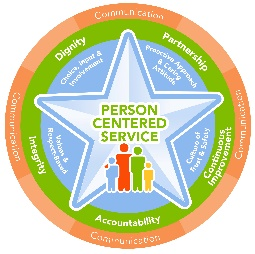 Communication
Dignity
Partnership
Choice, Input &
Involvement
Proactive Approach
& Caring
Attitude
Communication
Communication
PERSON
CENTERED
SERVICE
Integrity
Values &
Respect-Based
Culture of
Trust & Safety
Continuous
Improvement
Accountability
Communication